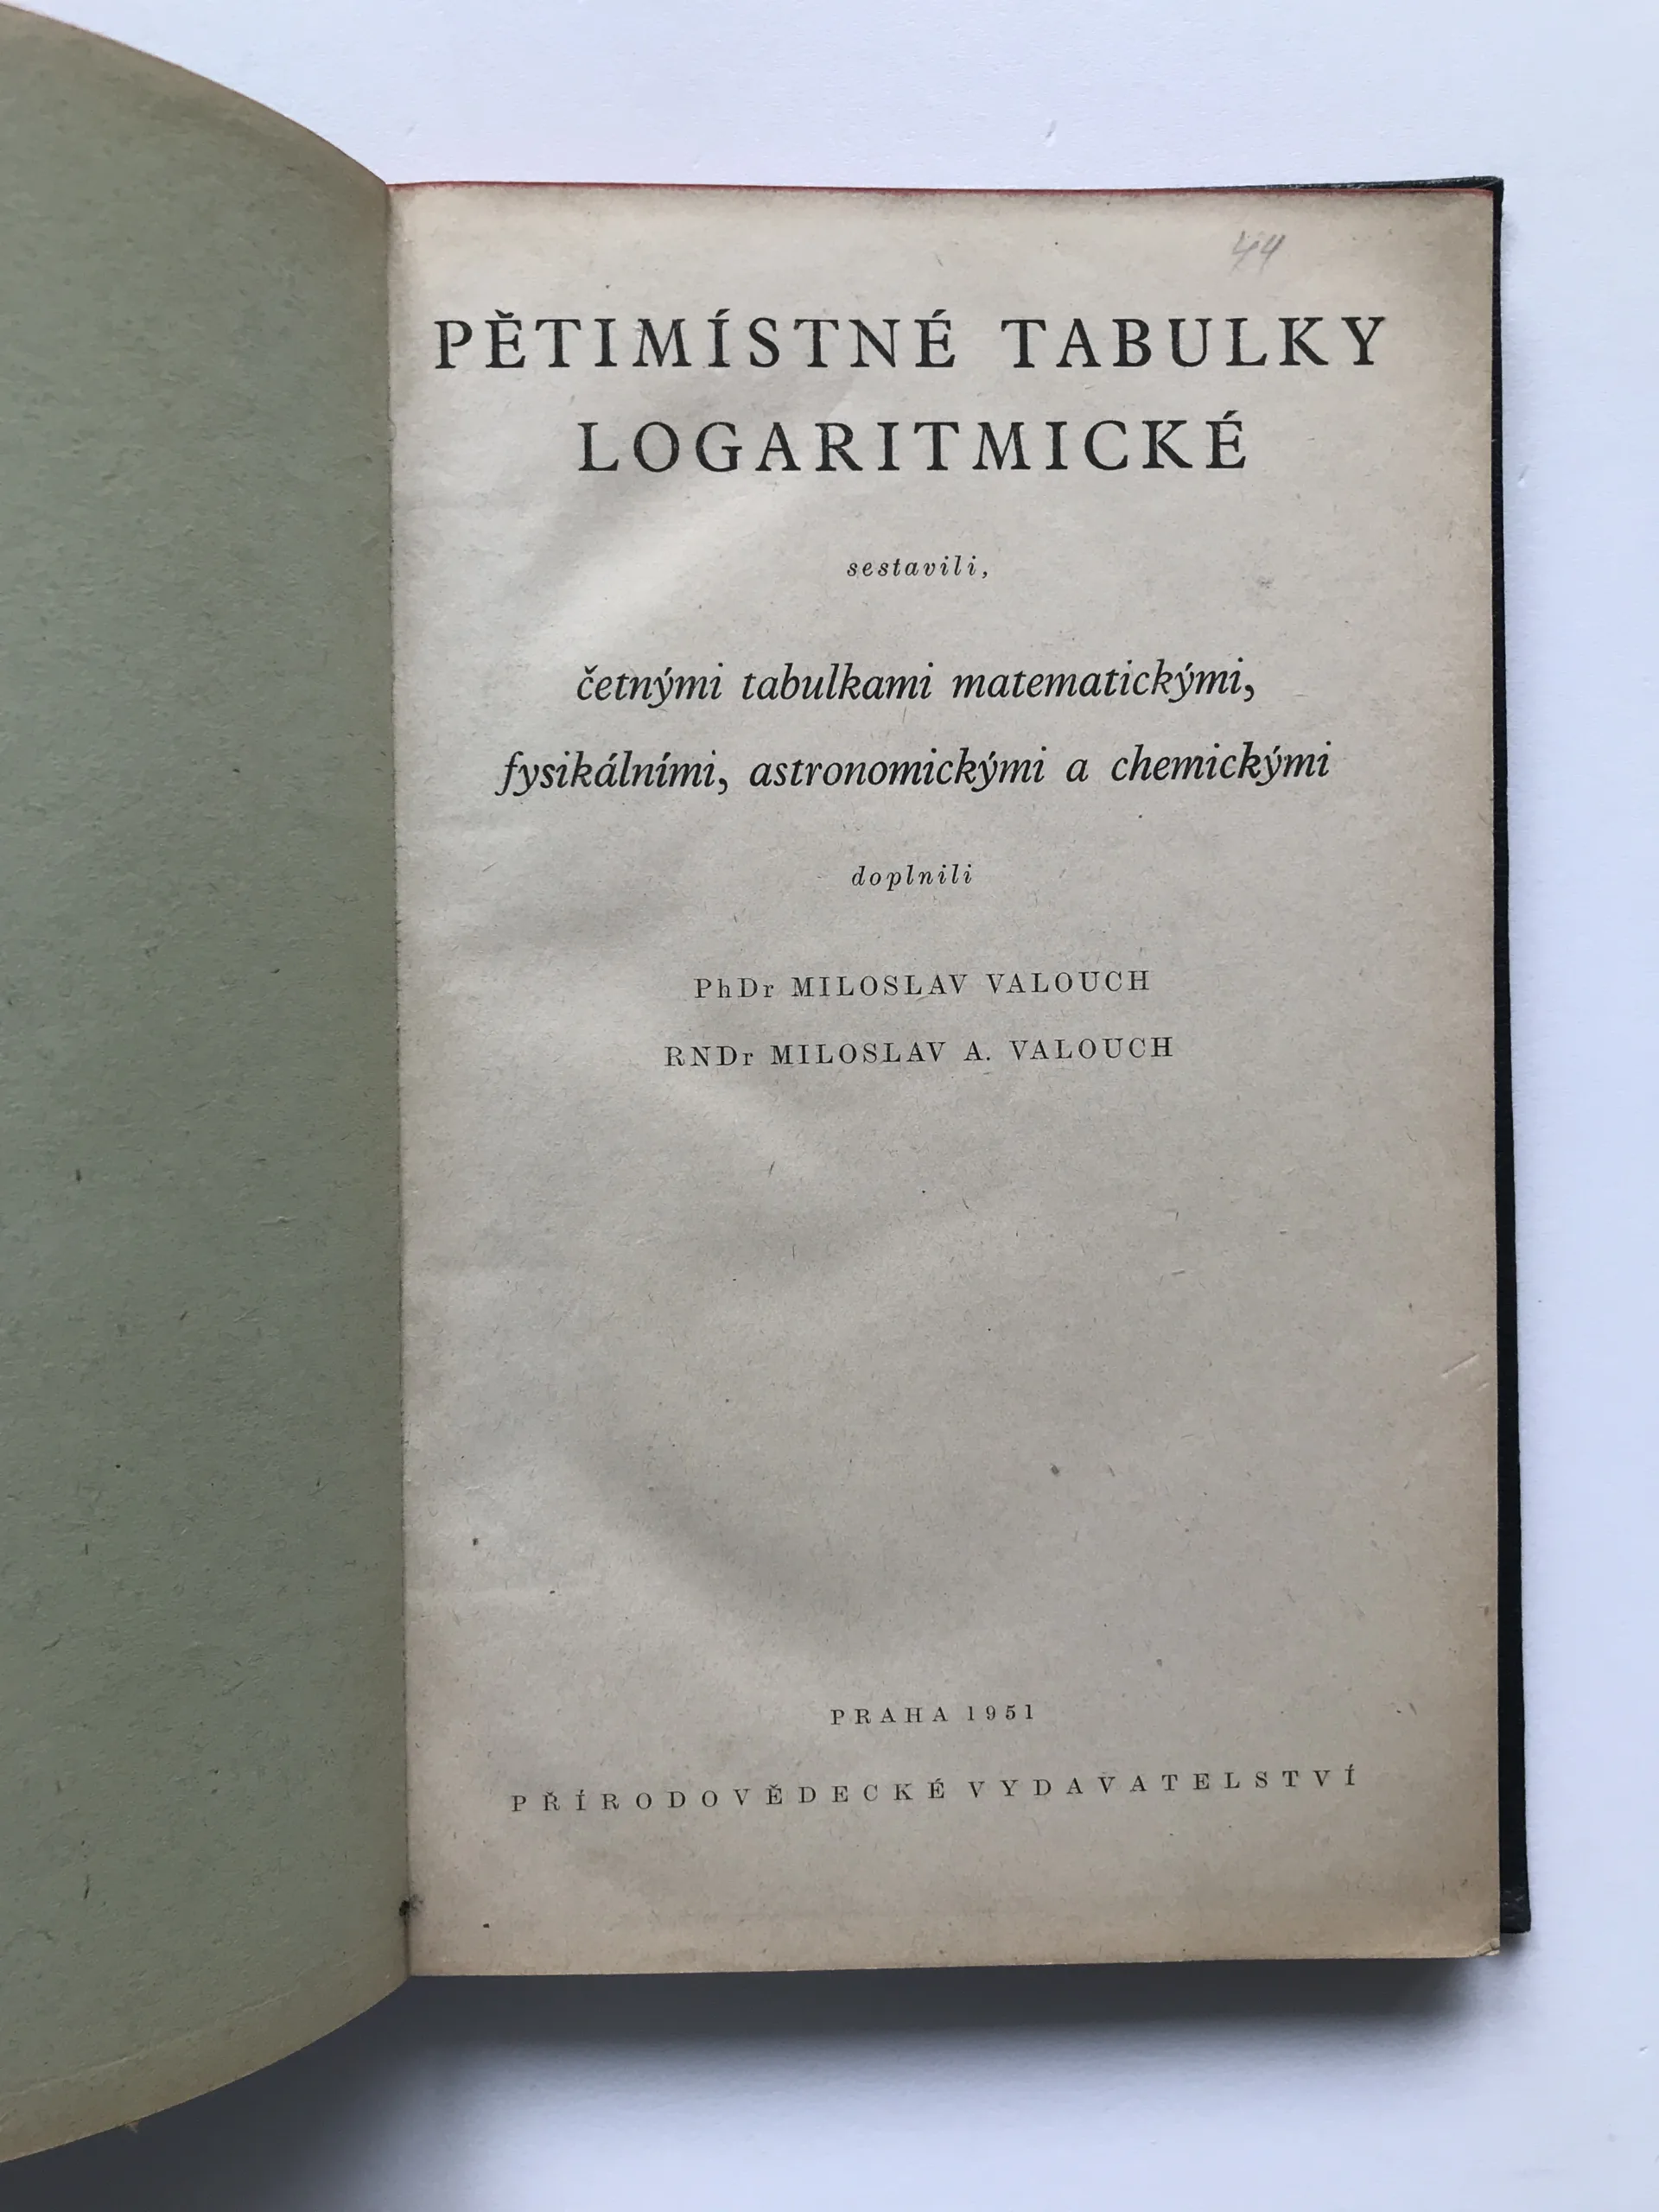 44
PĚTIMÍSTNÉ TABULKY
LOGARITMICKÉ
sestavili,
četnými tabulkami matematickými,
fysikálními, astronomickými a chemickými
doplnili
PhDr MILOSLAV VALOUCH
RNDr MILOSLAV A. VALOUCH
PRAHA 1951
PŘÍRODOVĚDECKÉ VYDAVATELSTVÍ